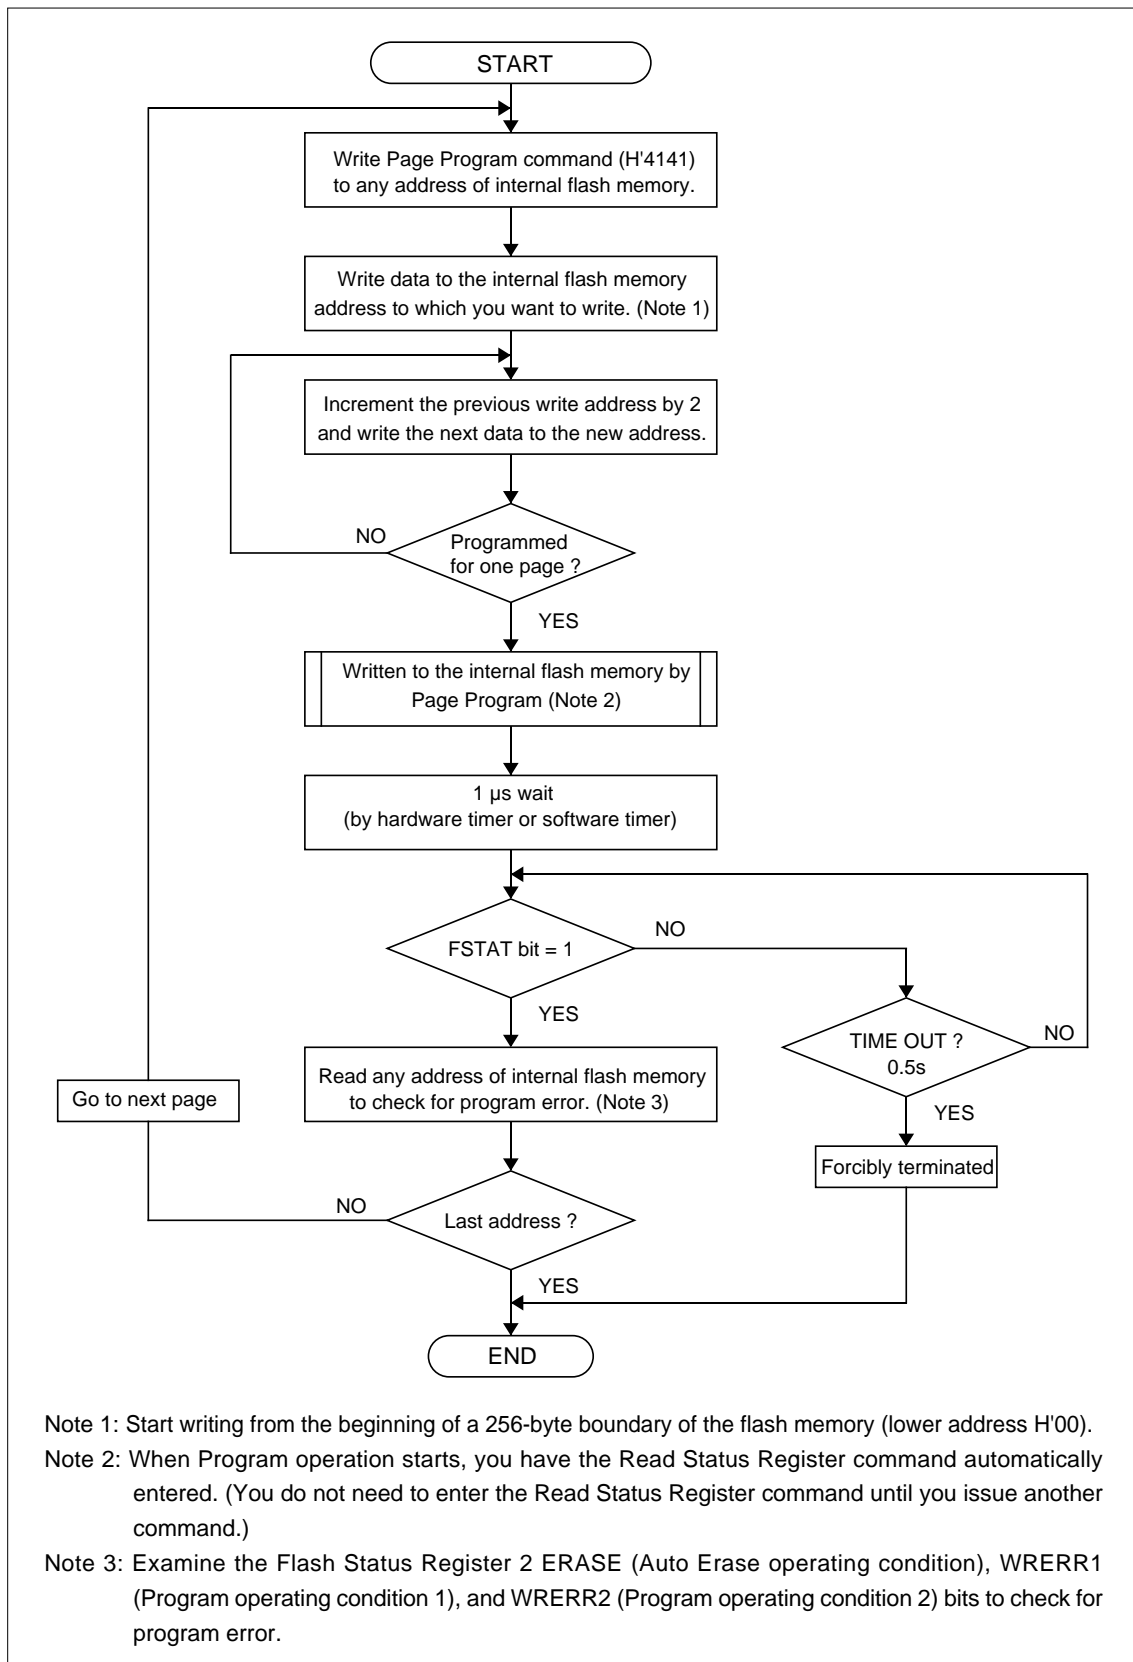 START
Write Page Program command (H'4141)
to any address of internal flash memory.
Write data to the internal flash memory
address to which you want to write. (Note 1)
Increment the previous write address by 2
and write the next data to the new address.
NO
Programmed
for one page ?
YES
Written to the internal flash memory by
Page Program (Note 2)
1 µs wait
(by hardware timer or software timer)
FSTAT bit = 1
NO
YES
TIME OUT ?
0.5s
NO
YES
Read any address of internal flash memory
to check for program error. (Note 3)
Go to next page
Forcibly terminated
NO
Last address ?
YES
END
Note 1: Start writing from the beginning of a 256-byte boundary of the flash memory (lower address H'00).
Note 2: When Program operation starts, you have the Read Status Register command automatically
entered. (You do not need to enter the Read Status Register command until you issue another
command.)
Note 3: Examine the Flash Status Register 2 ERASE (Auto Erase operating condition), WRERR1
(Program operating condition 1), and WRERR2 (Program operating condition 2) bits to check for
program error.